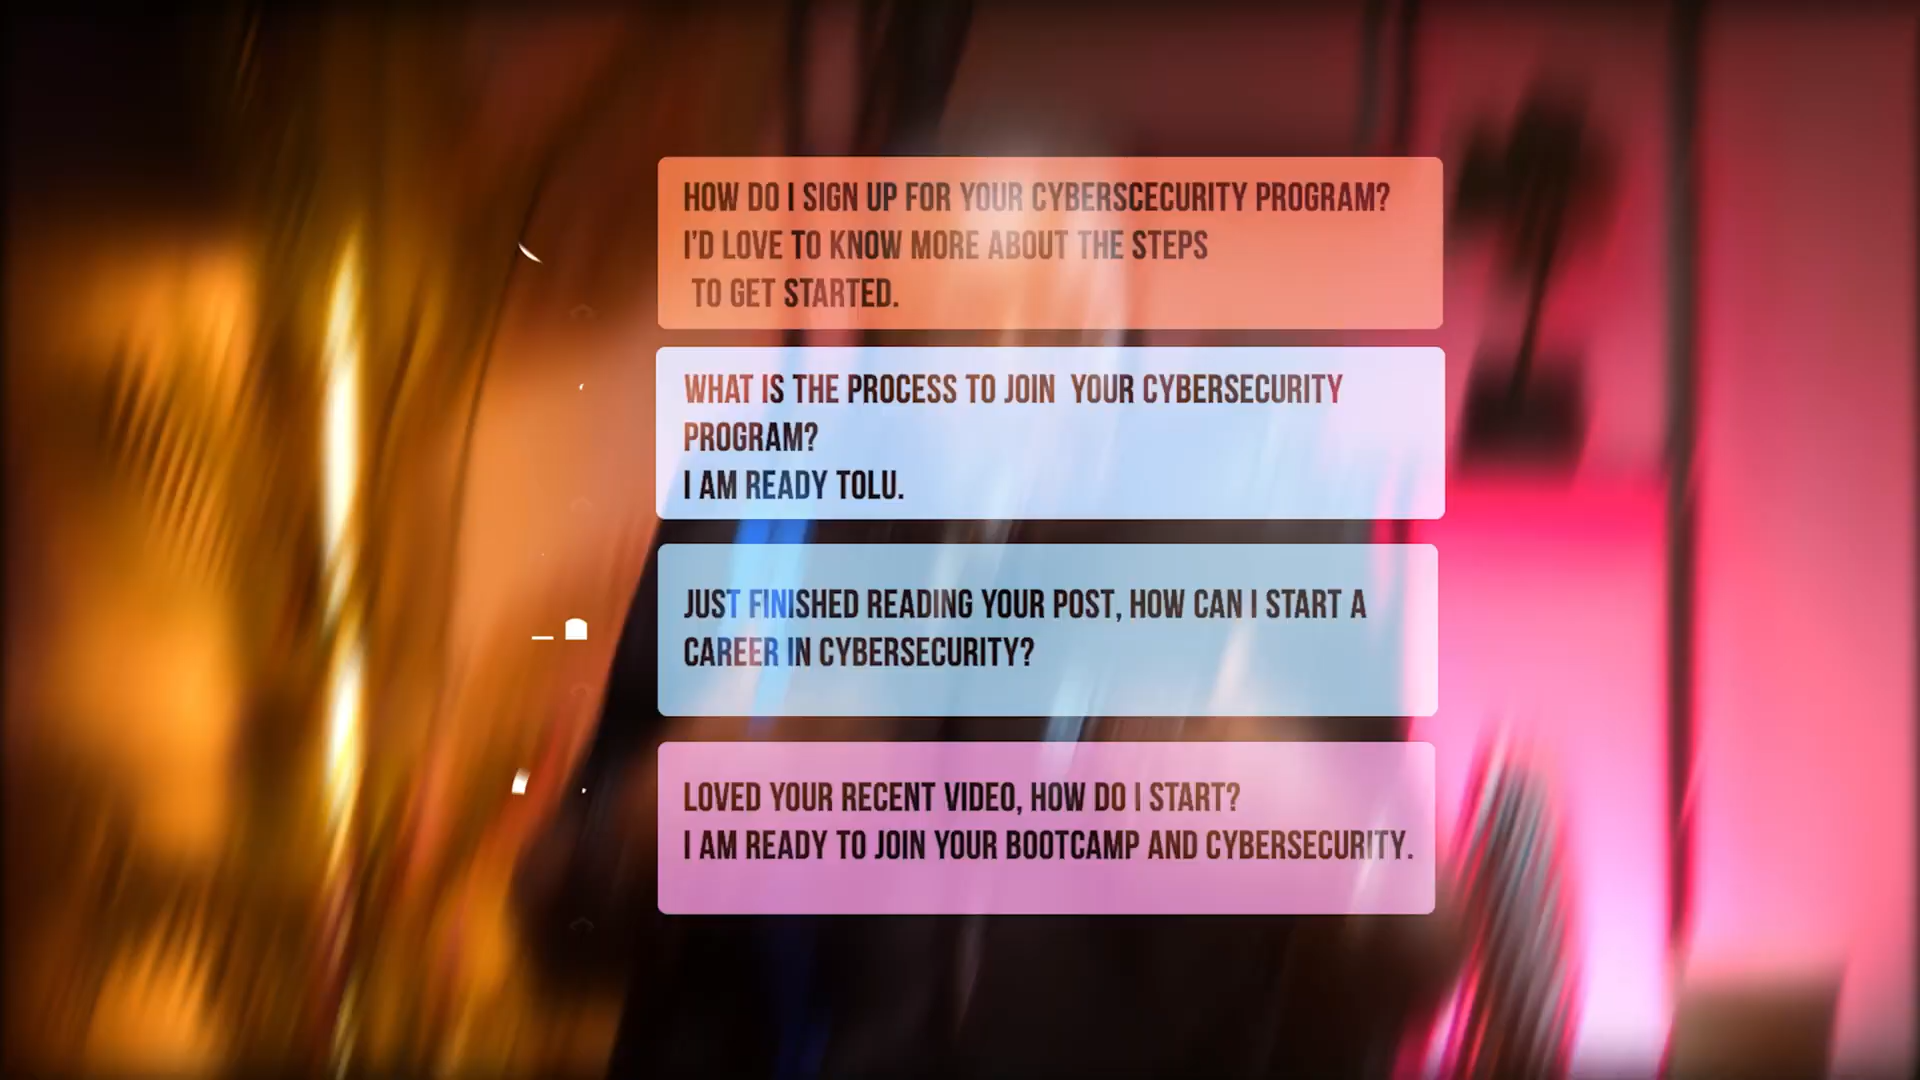 HOW DO I SIGN UP FOR YOUR CYBERSCECURITY PROGRAM?
I'D LOVE TO KNOW MORE ABOUT THE STEPS
TO GET STARTED.
WHAT IS THE PROCESS TO JOIN YOUR CYBERSECURITY
PROGRAM?
I AM READY TOLU.
JUST FINISHED READING YOUR POST, HOW CAN I START A
CAREER IN CYBERSECURITY?
LOVED YOUR RECENT VIDEO, HOW DO I START?
I AM READY TO JOIN YOUR BOOTCAMP AND CYBERSECURITY.